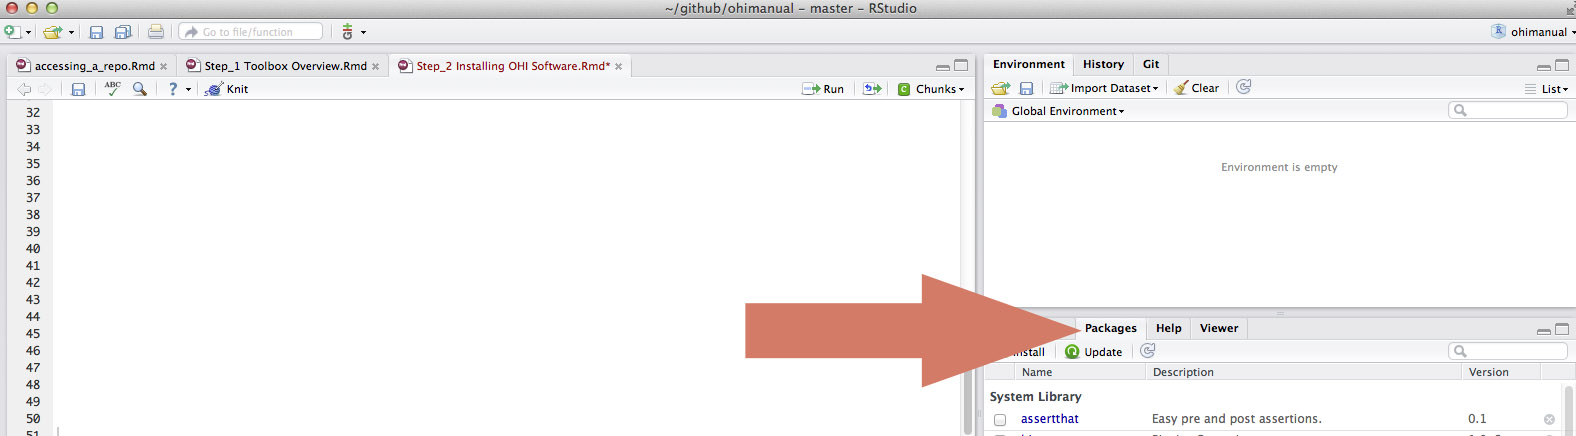 ~/github/ohimanual - master - RStudio
Go to file/function
ohimanual
accessing_a_repo.Rmd
Step_1 Toolbox Overview.Rmd
Step_2 Installing OHI Software.Rmd*
ABC
?
Knit
Run
C Chunks
32
33
34
35
36
37
38
39
40
41
42
43
44
45
46
47
48
49
50
51
Environment History Git
Import Dataset
Clear
List
Global Environment
Environment is empty
Packages Help Viewer
Update
Name Description Version
System Library
assertthat Easy pre and post assertions. 0.1